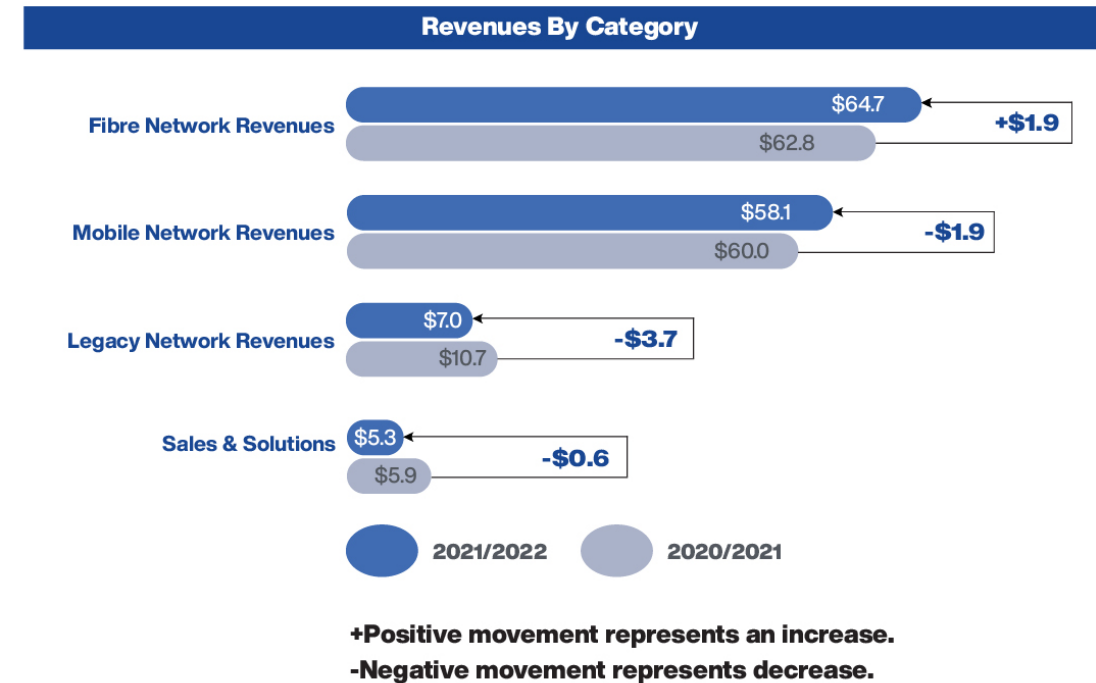 Revenues By Category
Fibre Network Revenues
$64.7
$62.8
+$1.9
Mobile Network Revenues
$58.1
$60.0
-$1.9
Legacy Network Revenues
$7.0
$10.7
-$3.7
Sales & Solutions
$5.3
$5.9
-$0.6
2021/2022
2020/2021
+Positive movement represents an increase.
-Negative movement represents decrease.